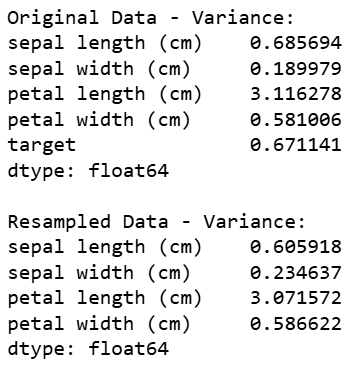 Original Data - Variance:
sepal length (cm)    0.685694
sepal width (cm)     0.189979
petal length (cm)    3.116278
petal width (cm)     0.581006
target               0.671141
dtype: float64

Resampled Data - Variance:
sepal length (cm)    0.605918
sepal width (cm)     0.234637
petal length (cm)    3.071572
petal width (cm)     0.586622
dtype: float64